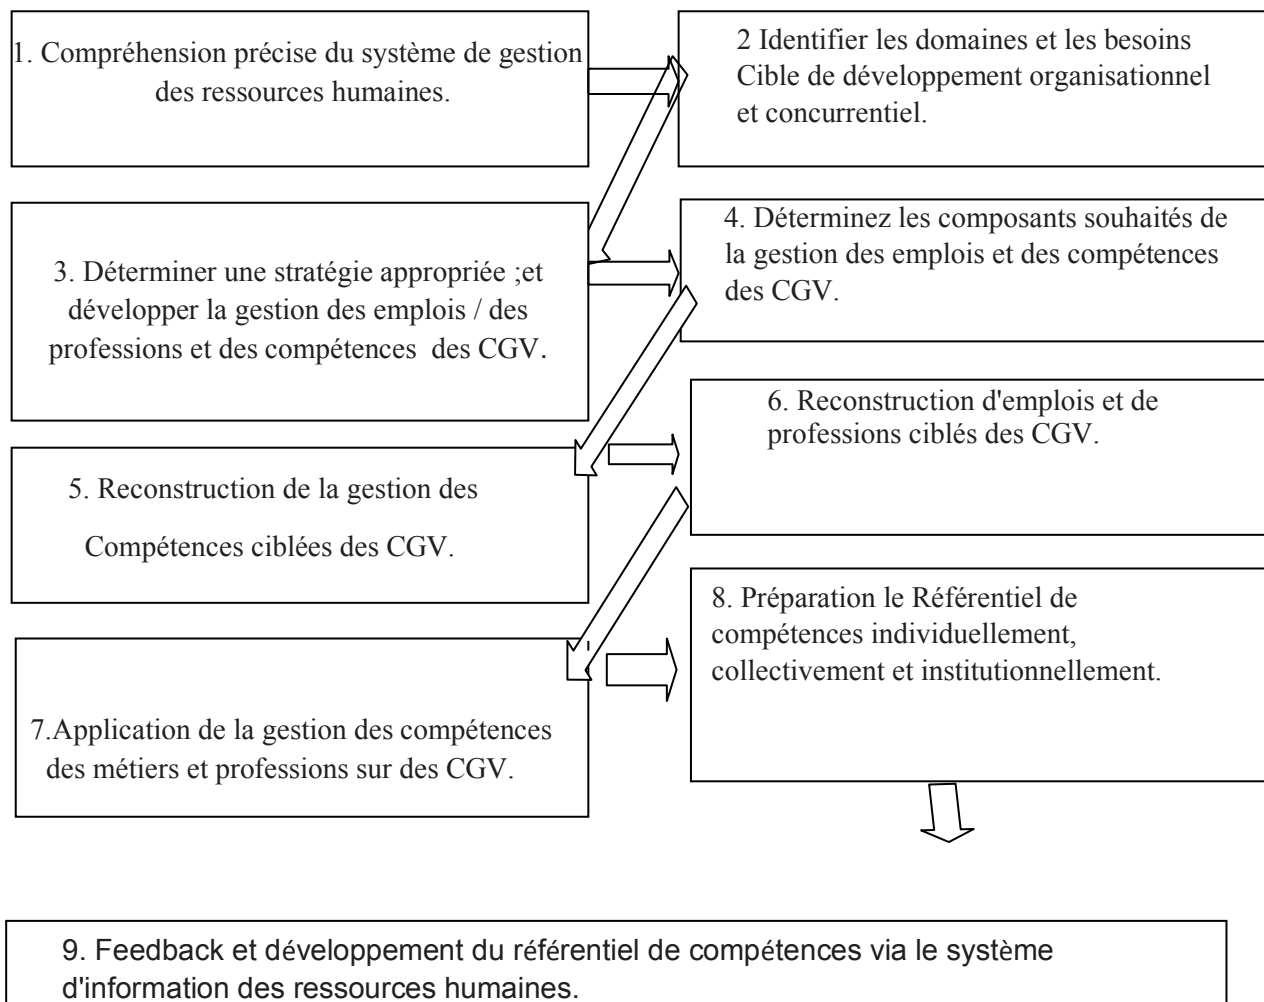 1. Compréhension précise du système de gestion
des ressources humaines.
2 Identifier les domaines et les besoins
Cible de développement organisationnel
et concurrentiel.
3. Déterminer une stratégie appropriée ;et
développer la gestion des emplois / des
professions et des compétences des CGV.
4. Déterminez les composants souhaités de
la gestion des emplois et des compétences
des CGV.
5. Reconstruction de la gestion des
Compétences ciblées des CGV.
6. Reconstruction d'emplois et de
professions ciblés des CGV.
7.Application de la gestion des compétences
des métiers et professions sur des CGV.
8. Préparation le Référentiel de
compétences individuellement,
collectivement et institutionnellement.
9. Feedback et développement du référentiel de compétences via le système
d'information des ressources humaines.